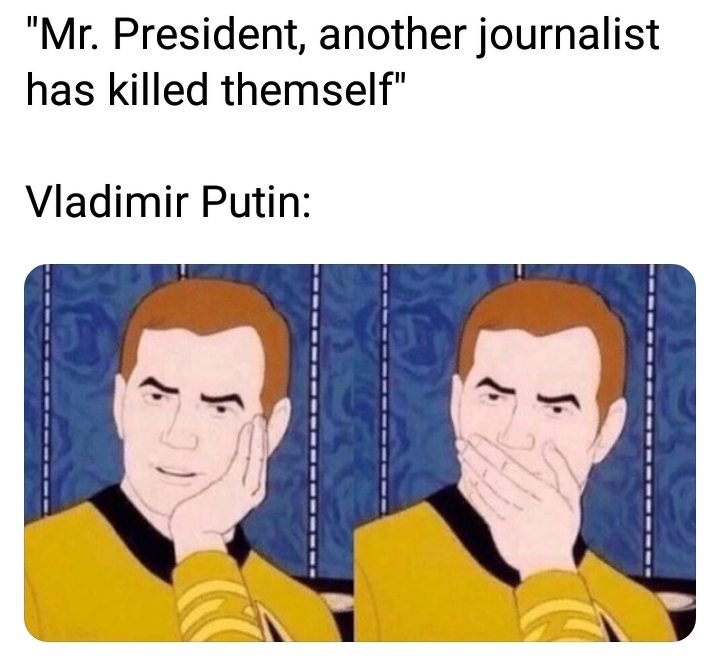 "Mr. President, another journalist
has killed themself"
Vladimir Putin: